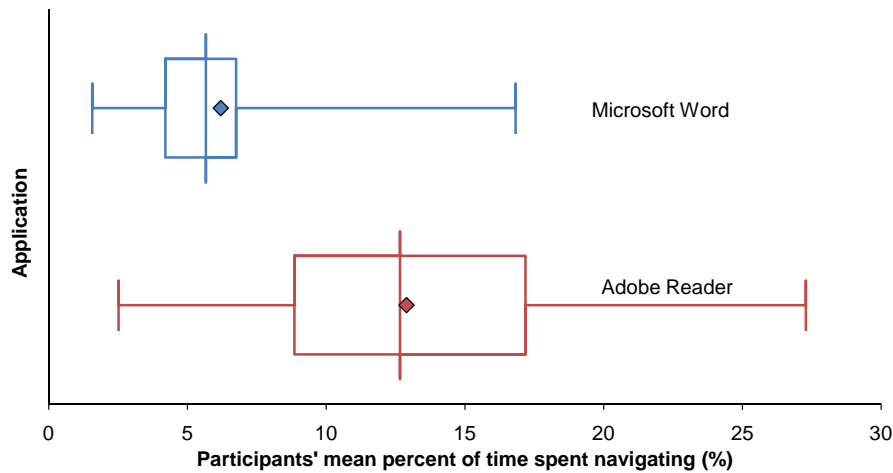 Microsoft Word
Adobe Reader
Application
0 5 10 15 20 25 30
Participants' mean percent of time spent navigating (%)